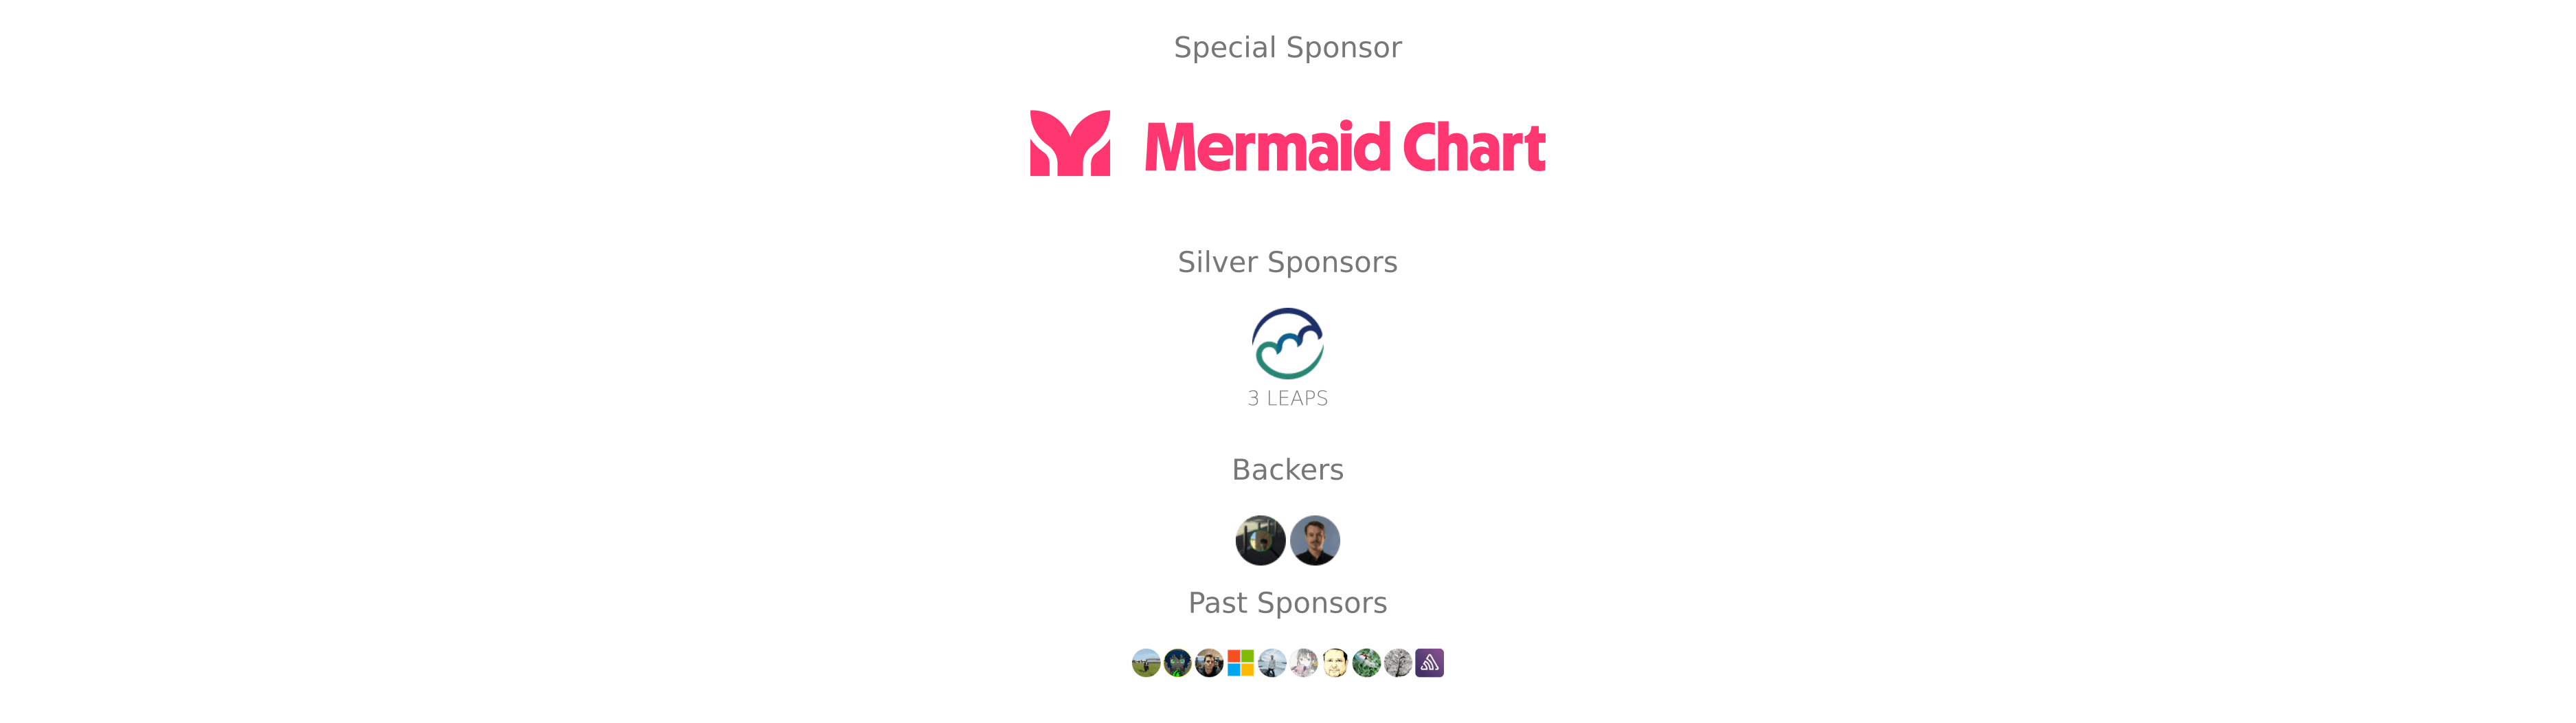 Special Sponsor
Mermaid Chart
Silver Sponsors
3 LEAPS
Backers
Past Sponsors